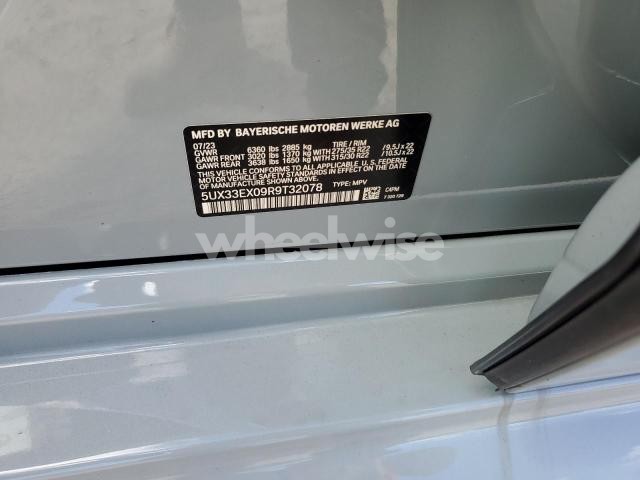 MFD BY BAYERISCHE MOTOREN WERKE AG
07/23
GVWR 6360 lbs 2885 kg TIRE / RIM
GAWR FRONT 3020 lbs 1370 kg WITH 275/35 R22 /9.5J x 22
GAWR REAR 3638 lbs 1650 kg WITH 315/30 R22 /10.5J x 22
THIS VEHICLE CONFORMS TO ALL APPLICABLE U.S. FEDERAL
MOTOR VEHICLE SAFETY STANDARDS IN EFFECT ON THE DATE
OF MANUFACTURE SHOWN ABOVE.
5UX33EX09R9T32078 TYPE: MPV
C4PM
wheelwise